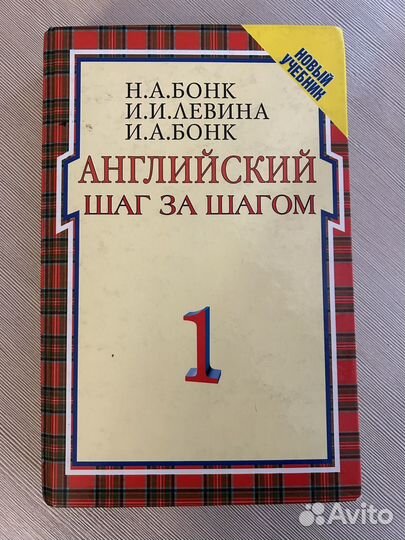 НОВЫЙ
УЧЕБНИК
Н.А.БОНК
И.И.ЛЕВИНА
И.А.БОНК
АНГЛИЙСКИЙ
ШАГ ЗА ШАГОМ
1
Avito